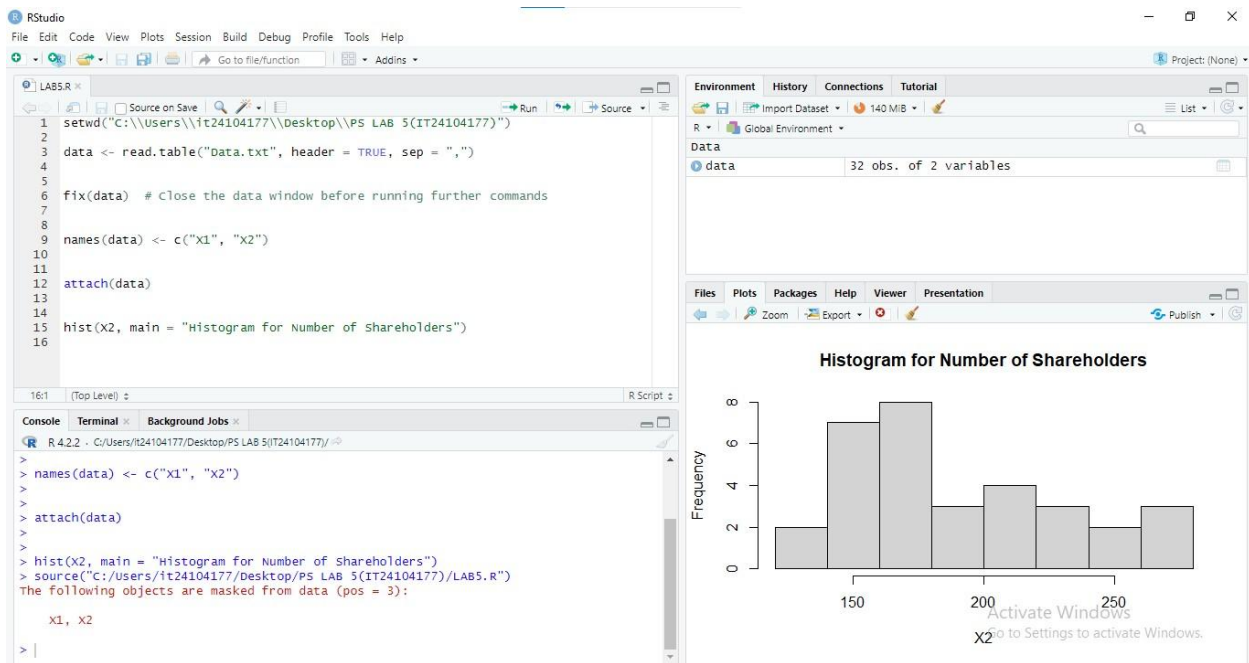 RStudio
File Edit Code View Plots Session Build Debug Profile Tools Help
Go to file/function Addins Project: (None)
LAB5.R
Source on Save Run Source
1 setwd("C:\\Users\\it24104177\\Desktop\\PS LAB 5(IT24104177)")
2
3 data <- read.table("Data.txt", header = TRUE, sep = ",")
4
5
6 fix(data) # Close the data window before running further commands
7
8
9 names(data) <- c("X1", "X2")
10
11
12 attach(data)
13
14
15 hist(X2, main = "Histogram for Number of Shareholders")
16
16:1 (Top Level) R Script
Console Terminal Background Jobs
R 4.2.2 · C:/Users/it24104177/Desktop/PS LAB 5(IT24104177)/
>
> names(data) <- c("X1", "X2")
>
>
> attach(data)
>
>
> hist(X2, main = "Histogram for Number of Shareholders")
> source("C:/Users/it24104177/Desktop/PS LAB 5(IT24104177)/LAB5.R")
The following objects are masked from data (pos = 3):
X1, X2
>
Environment History Connections Tutorial
Import Dataset 140 MiB List
R Global Environment
Data
data 32 obs. of 2 variables
Files Plots Packages Help Viewer Presentation
Zoom Export Publish
Histogram for Number of Shareholders
Frequency
8
6
4
2
0
150 200 250
X2
Activate Windows
Go to Settings to activate Windows.